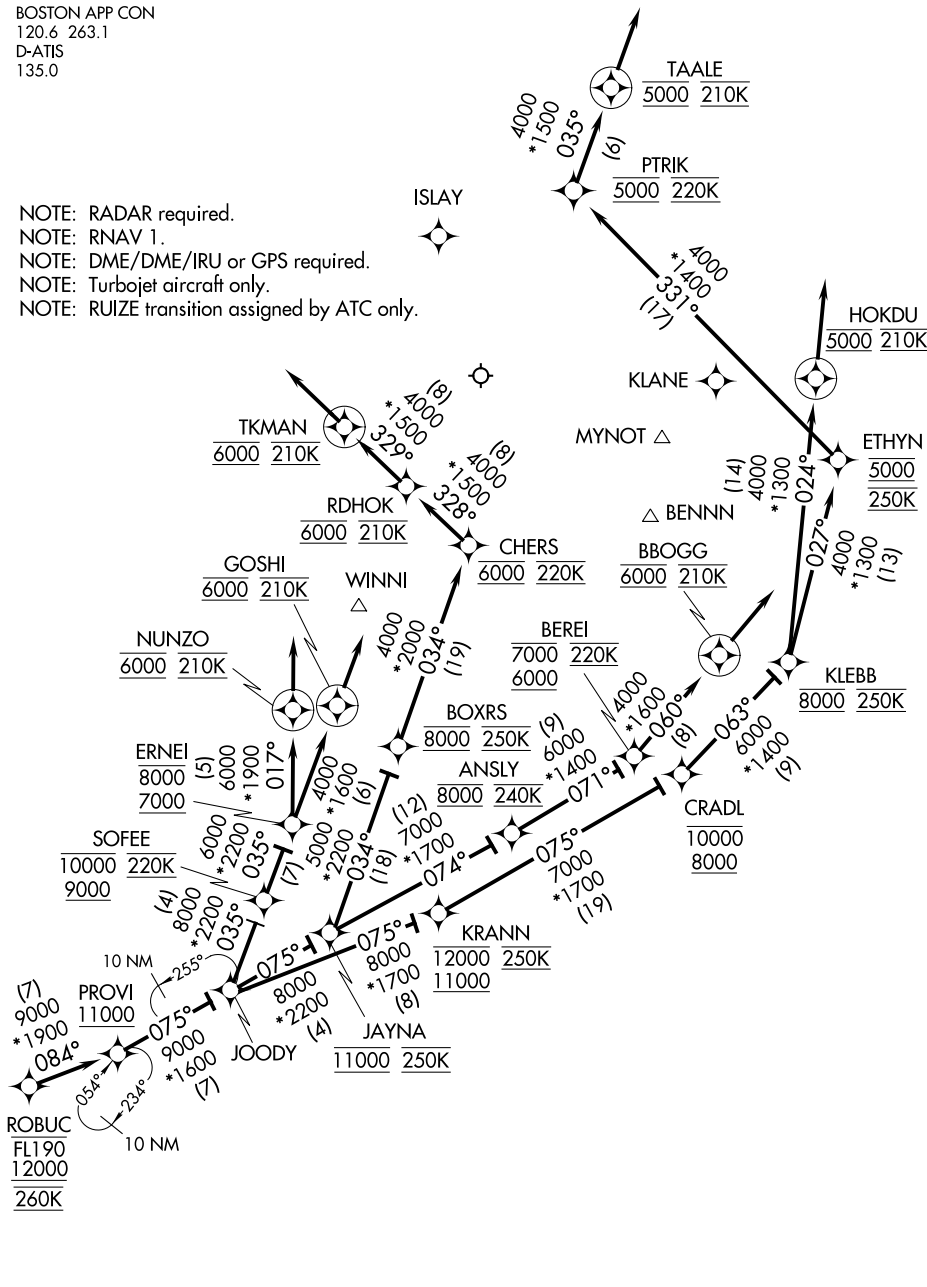 BOSTON APP CON
120.6 263.1
D-ATIS
135.0
TAALE
5000 210K
4000
*1500
035°
(6)
PTRIK
5000 220K
ISLAY
NOTE: RADAR required.
NOTE: RNAV 1.
NOTE: DME/DME/IRU or GPS required.
NOTE: Turbojet aircraft only.
NOTE: RUIZE transition assigned by ATC only.
4000
*1400
331°
(17)
HOKDU
5000 210K
KLANE
MYNOT
ETHYN
5000
250K
(14)
4000
*1300
024°
027°
4000
*1300
(13)
(8)
4000
*1500
329°
TKMAN
6000 210K
(8)
4000
*1500
328°
RDHOK
6000 210K
BENNN
CHERS
6000 220K
BBOGG
6000 210K
GOSHI
6000 210K
WINNI
NUNZO
6000 210K
4000
*2000
034°
(19)
BEREI
7000 220K
6000
4000
*1600
060°
(8)
KLEBB
8000 250K
063°
6000
*1400
(9)
BOXRS
8000 250K
(9)
6000
*1400
071°
ERNEI
8000
7000
(5)
6000
*1900
017°
4000
*1600
(6)
ANSLY
8000 240K
CRADL
10000
8000
SOFEE
10000 220K
9000
6000
*2200
035°
(7)
5000
*2200
034°
(18)
(12)
7000
*1700
074°
075°
7000
*1700
(19)
(4)
8000
*2200
035°
KRANN
12000 250K
11000
075°
8000
*1700
(8)
075°
8000
*2200
(4)
10 NM
255°
PROVI
11000
JAYNA
11000 250K
JOODY
(7)
9000
*1900
084°
075°
9000
*1600
(7)
054°
234°
10 NM
ROBUC
FL190
12000
260K